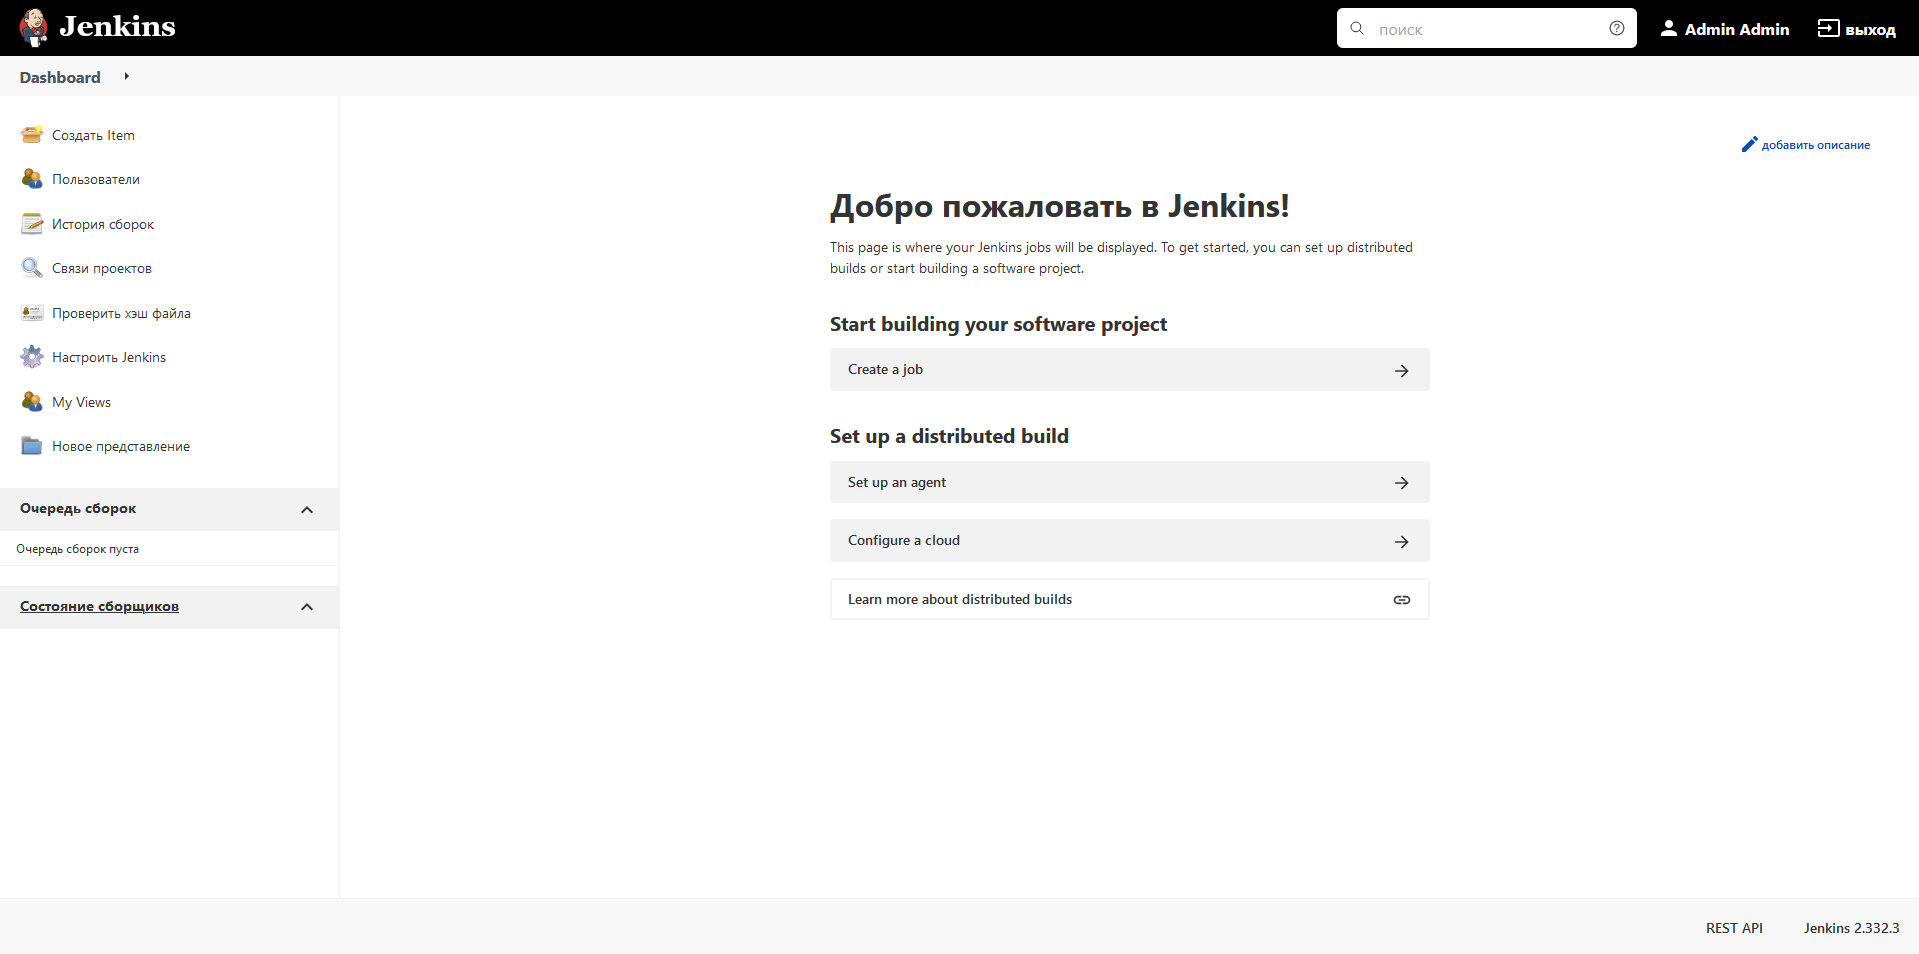 Jenkins
поиск
Admin Admin
выход
Dashboard
Создать Item
Пользователи
История сборок
Связи проектов
Проверить хэш файла
Настроить Jenkins
My Views
Новое представление
Очередь сборок
Очередь сборок пуста
Состояние сборщиков
добавить описание
Добро пожаловать в Jenkins!
This page is where your Jenkins jobs will be displayed. To get started, you can set up distributed
builds or start building a software project.
Start building your software project
Create a job
Set up a distributed build
Set up an agent
Configure a cloud
Learn more about distributed builds
REST API
Jenkins 2.332.3